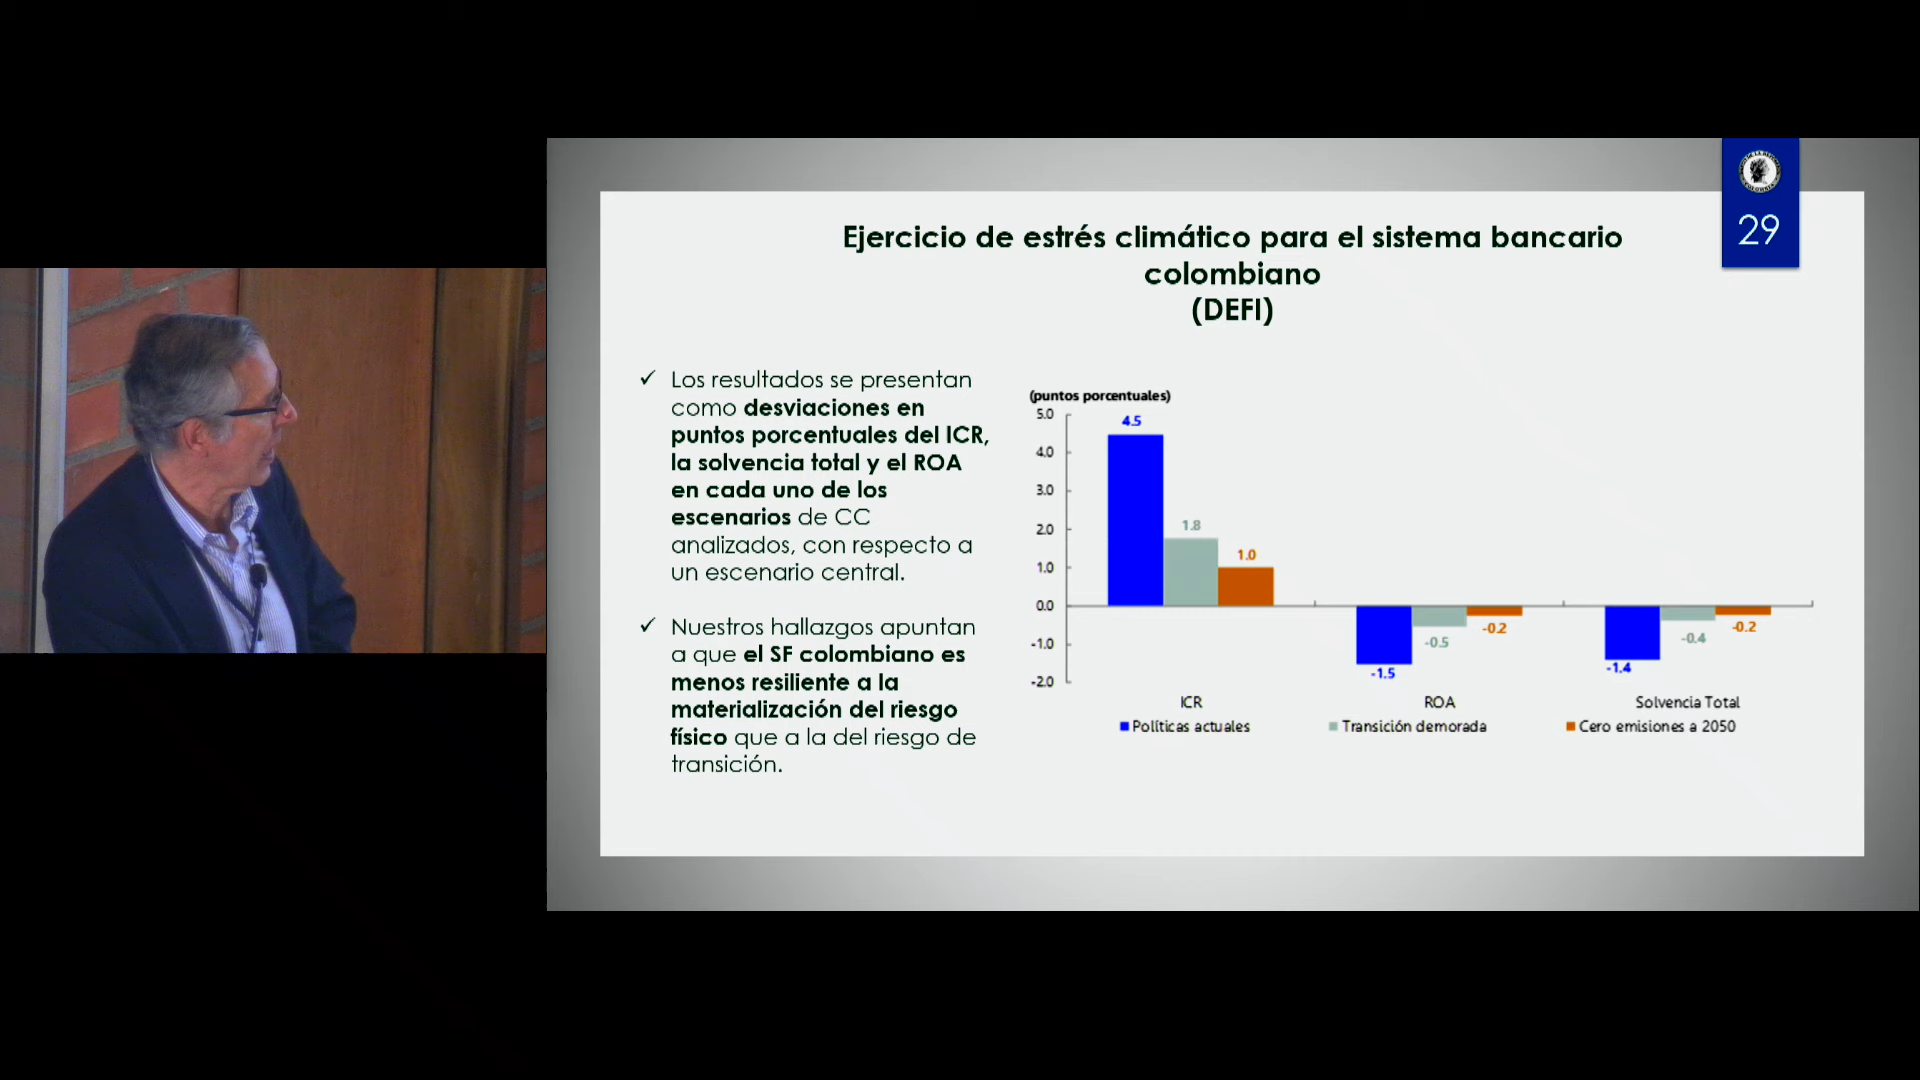 29
Ejercicio de estrés climático para el sistema bancario
colombiano
(DEFI)
✓ Los resultados se presentan
como desviaciones en
puntos porcentuales del ICR,
la solvencia total y el ROA
en cada uno de los
escenarios de CC
analizados, con respecto a
un escenario central.
✓ Nuestros hallazgos apuntan
a que el SF colombiano es
menos resiliente a la
materialización del riesgo
físico que a la del riesgo de
transición.
(puntos porcentuales)
5.0
4.0
3.0
2.0
1.0
0.0
-1.0
-2.0
4.5
1.8
1.0
-1.5
-0.5
-0.2
-1.4
-0.4
-0.2
ICR ROA Solvencia Total
Políticas actuales Transición demorada Cero emisiones a 2050